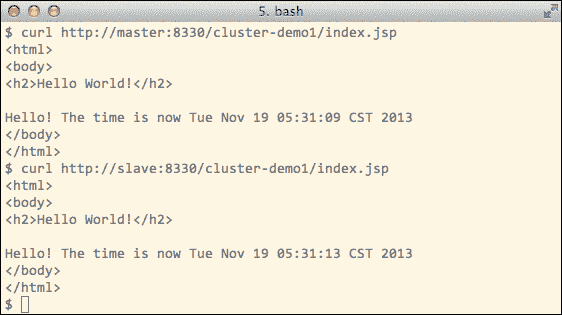 5. bash
$ curl http://master:8330/cluster-demo1/index.jsp
<html>
<body>
<h2>Hello World!</h2>
Hello! The time is now Tue Nov 19 05:31:09 CST 2013
</body>
</html>
$ curl http://slave:8330/cluster-demo1/index.jsp
<html>
<body>
<h2>Hello World!</h2>
Hello! The time is now Tue Nov 19 05:31:13 CST 2013
</body>
</html>
$